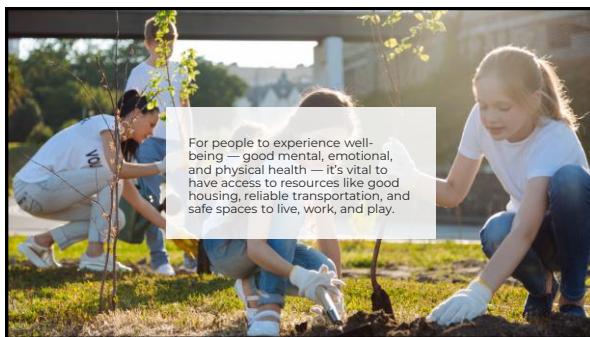 VO
For people to experience well-
being — good mental, emotional,
and physical health — it's vital to
have access to resources like good
housing, reliable transportation, and
safe spaces to live, work, and play.